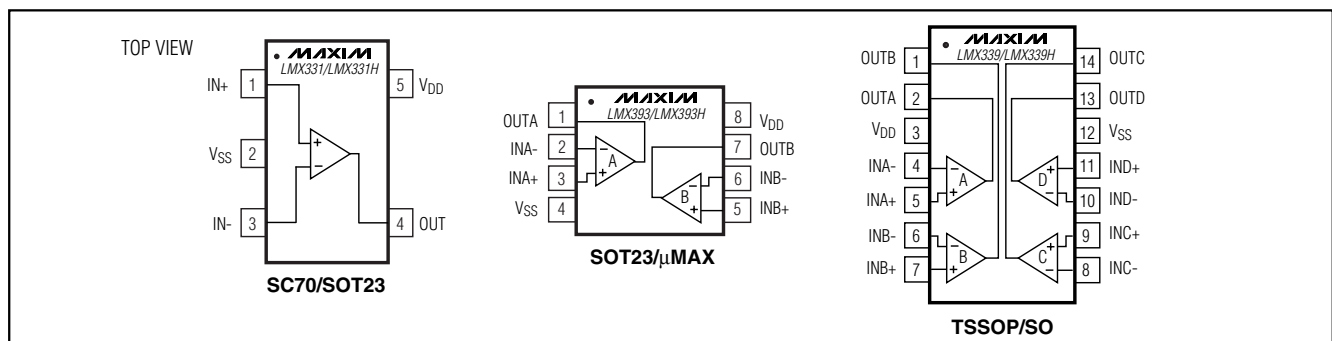 TOP VIEW
MAXIM
LMX331/LMX331H
IN+ 1
5 VDD
VSS 2
+
−
IN- 3
4 OUT
SC70/SOT23
MAXIM
LMX393/LMX393H
OUTA 1
8 VDD
INA- 2
− A +
7 OUTB
INA+ 3
6 INB-
− B +
VSS 4
5 INB+
SOT23/μMAX
MAXIM
LMX339/LMX339H
OUTB 1
14 OUTC
OUTA 2
13 OUTD
VDD 3
12 VSS
INA- 4
− A +
+ D −
11 IND+
INA+ 5
10 IND-
INB- 6
− B +
+ C −
9 INC+
INB+ 7
8 INC-
TSSOP/SO